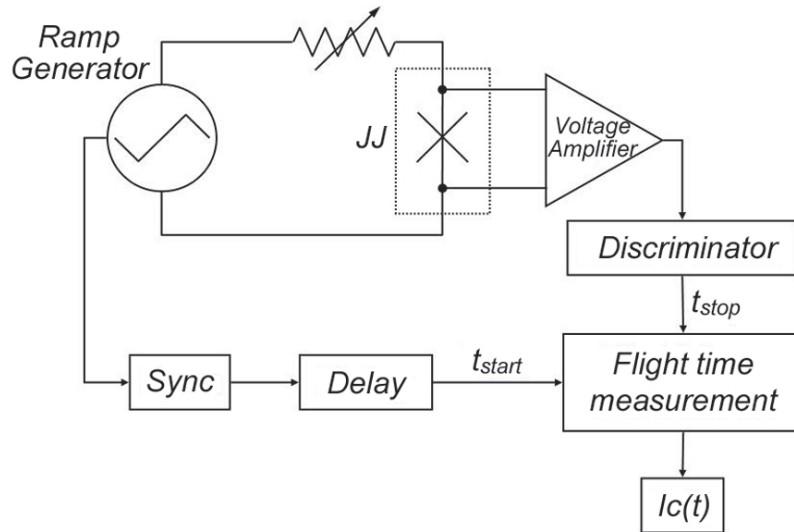 Ramp
Generator
JJ
Voltage
Amplifier
Discriminator
tstop
Sync
Delay
tstart
Flight time
measurement
Ic(t)